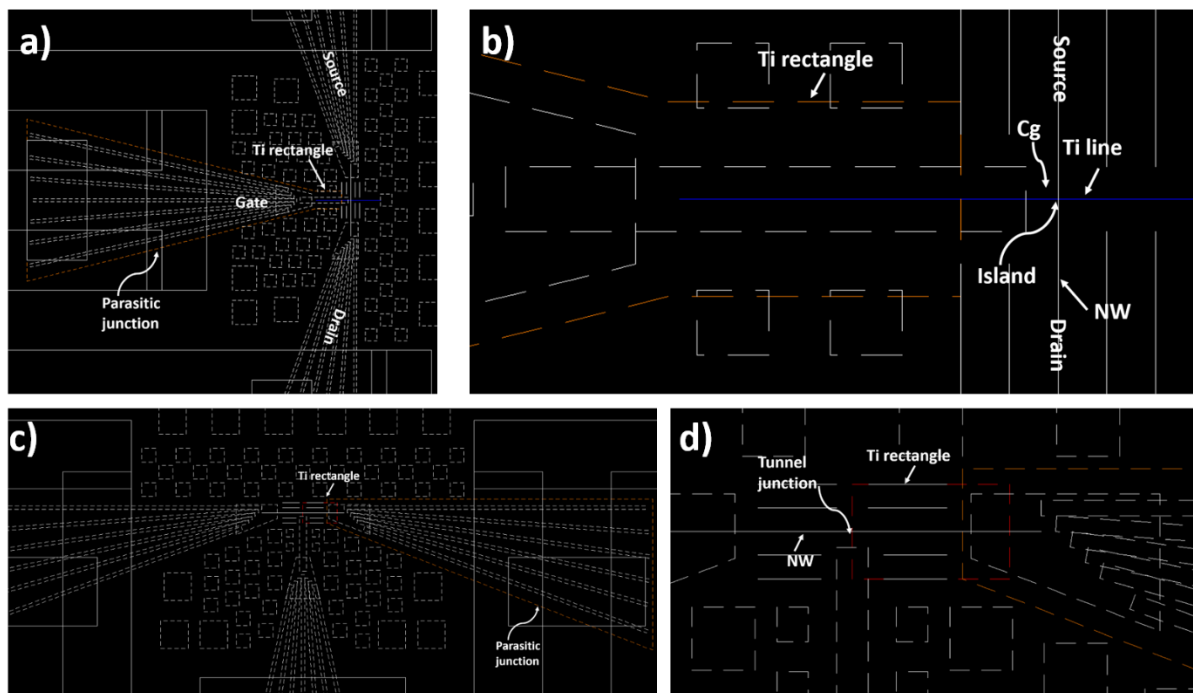 a)
Source
Ti rectangle
Gate
Parasitic
junction
Drain
b)
Ti rectangle
Source
Cg
Ti line
Island
NW
Drain
c)
Ti rectangle
Parasitic
junction
d)
Tunnel
junction
Ti rectangle
NW